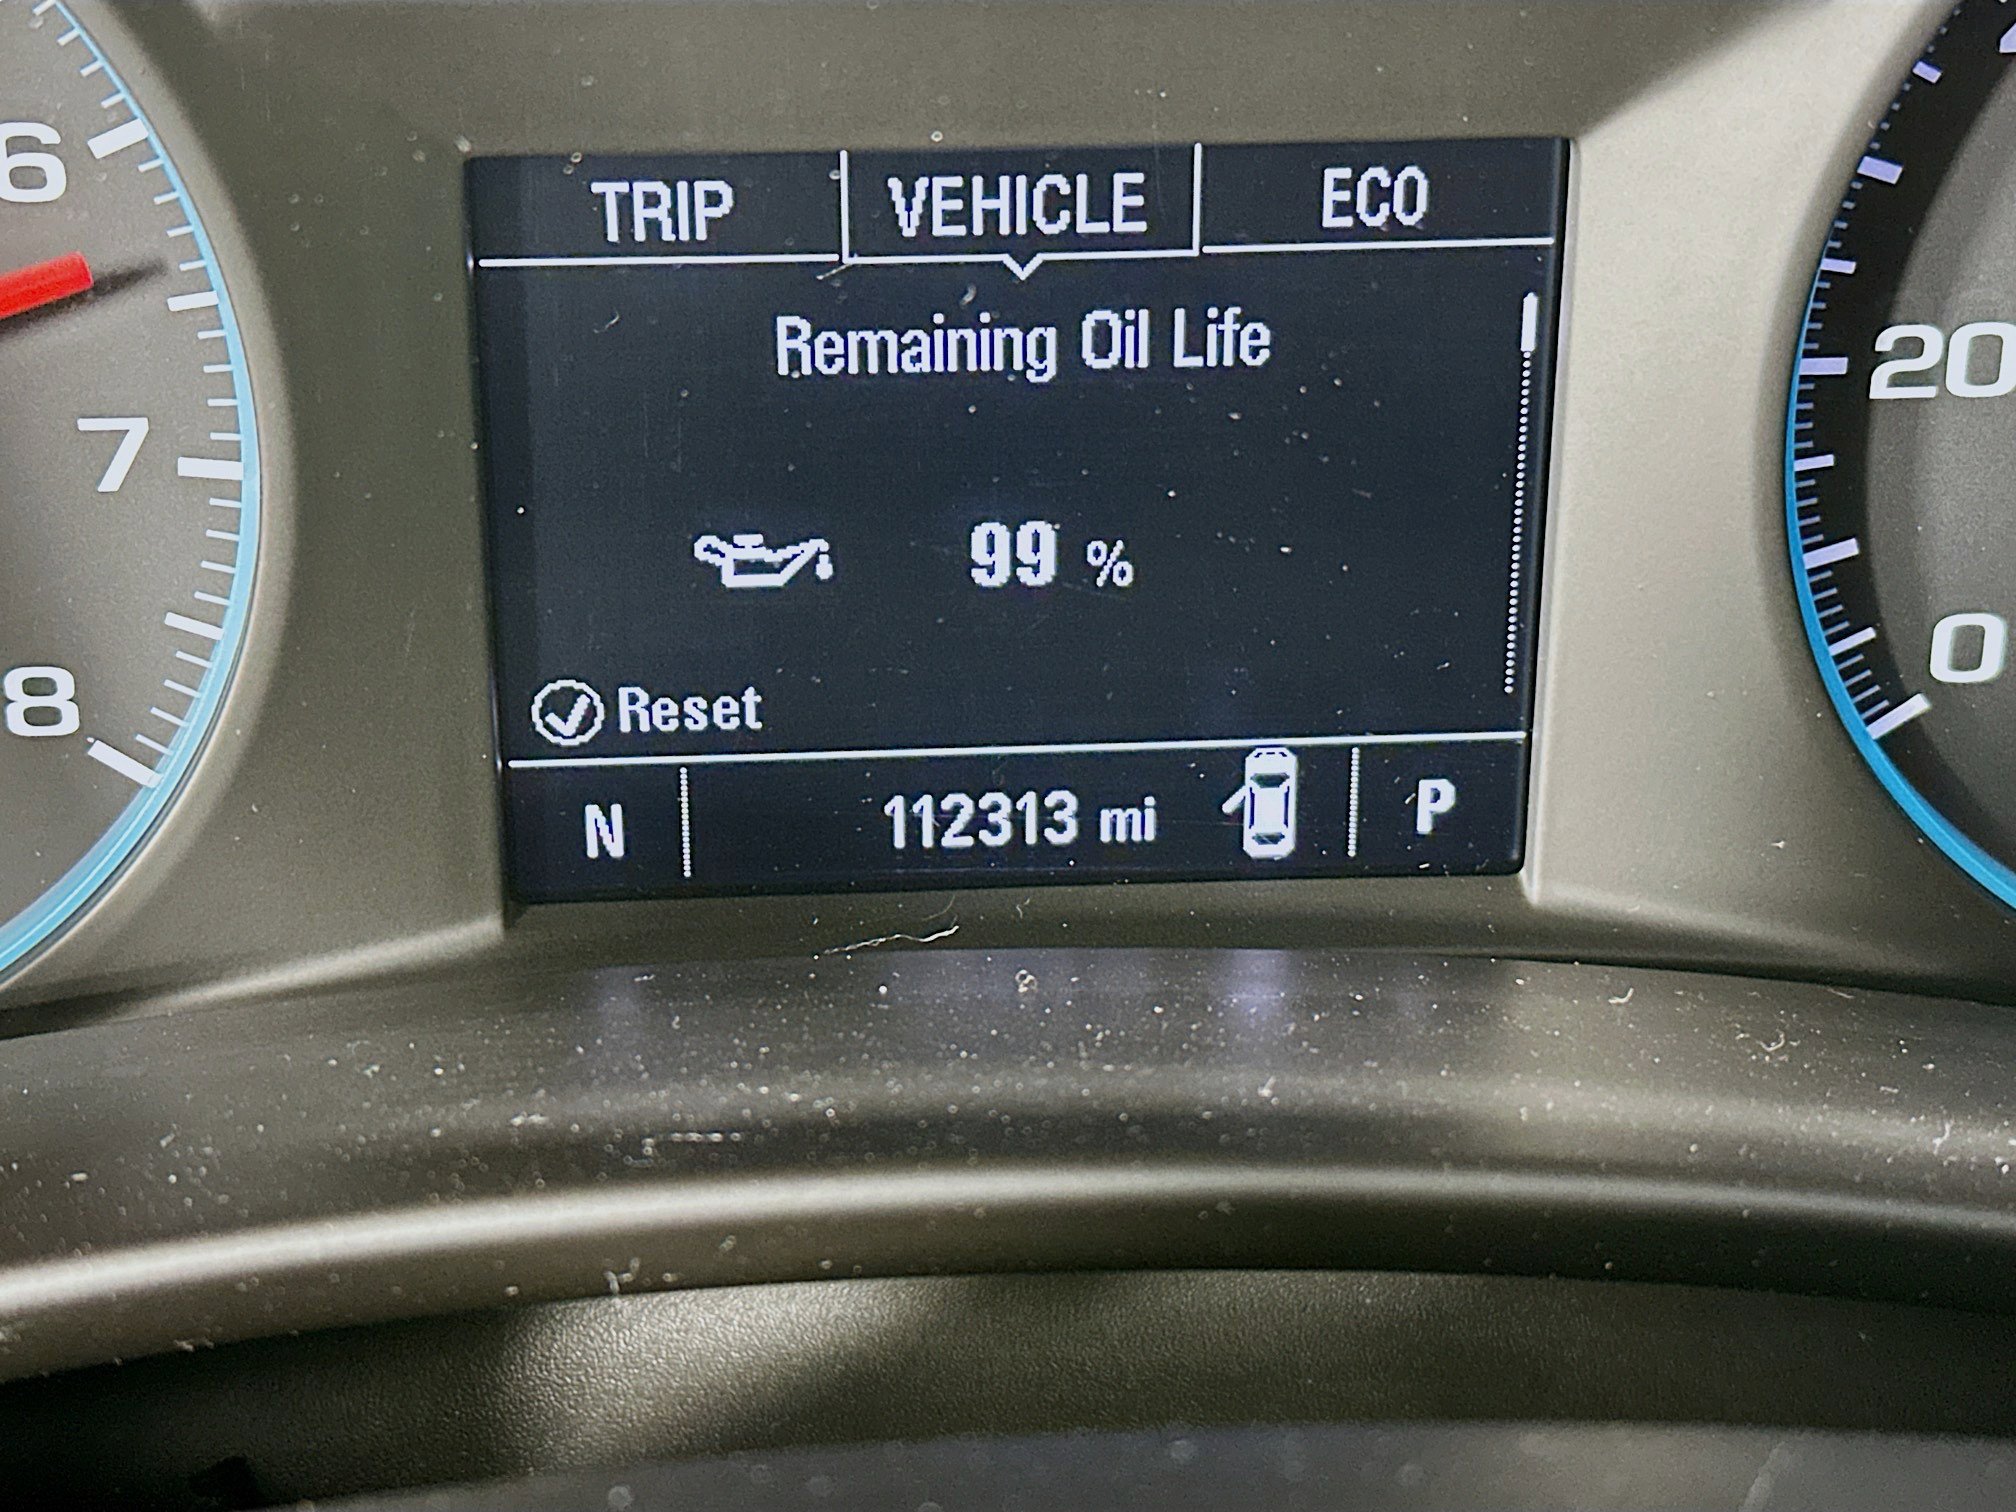 TRIP VEHICLE ECO
Remaining Oil Life
99 %
Reset
N 112313 mi P
6
7
8
20
0